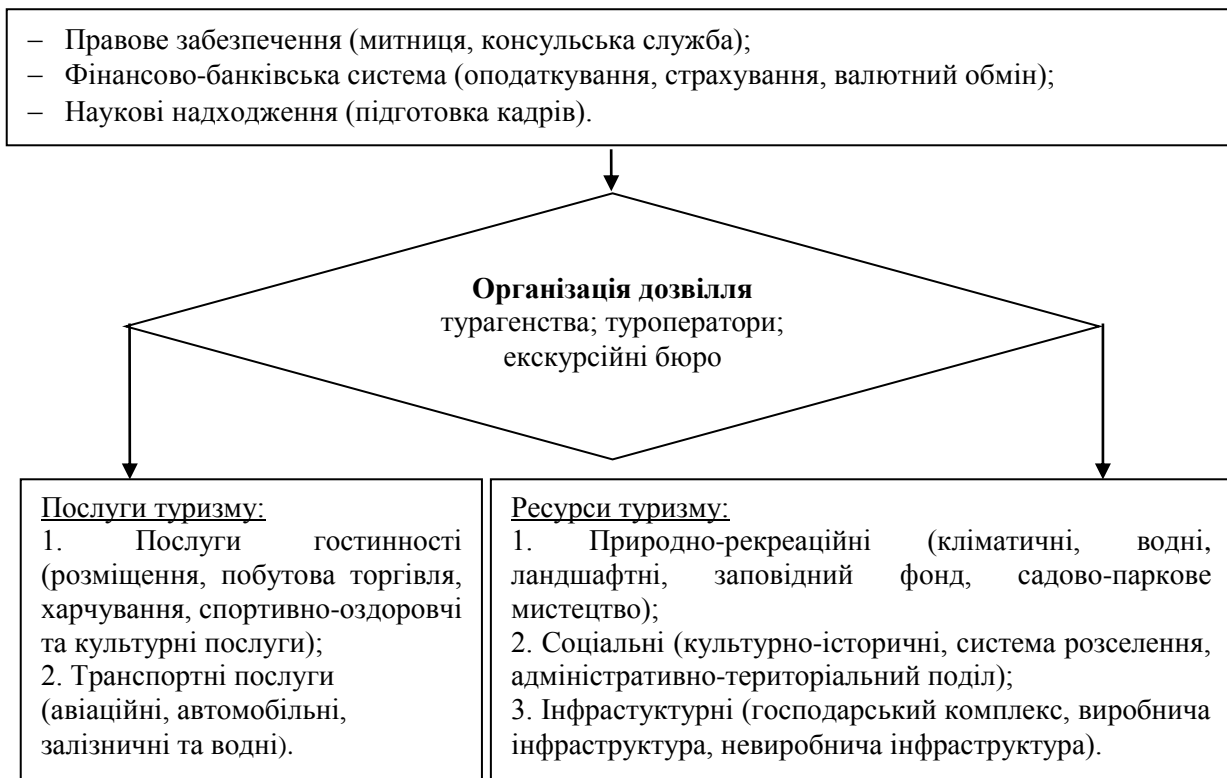 – Правове забезпечення (митниця, консульська служба);
– Фінансово-банківська система (оподаткування, страхування, валютний обмін);
– Наукові надходження (підготовка кадрів).
Організація дозвілля
турагенства; туроператори;
екскурсійні бюро
Послуги туризму:
1. Послуги гостинності
(розміщення, побутова торгівля,
харчування, спортивно-оздоровчі
та культурні послуги);
2. Транспортні послуги
(авіаційні, автомобільні,
залізничні та водні).
Ресурси туризму:
1. Природно-рекреаційні (кліматичні, водні,
ландшафтні, заповідний фонд, садово-паркове
мистецтво);
2. Соціальні (культурно-історичні, система розселення,
адміністративно-територіальний поділ);
3. Інфрастуктурні (господарський комплекс, виробнича
інфраструктура, невиробнича інфраструктура).